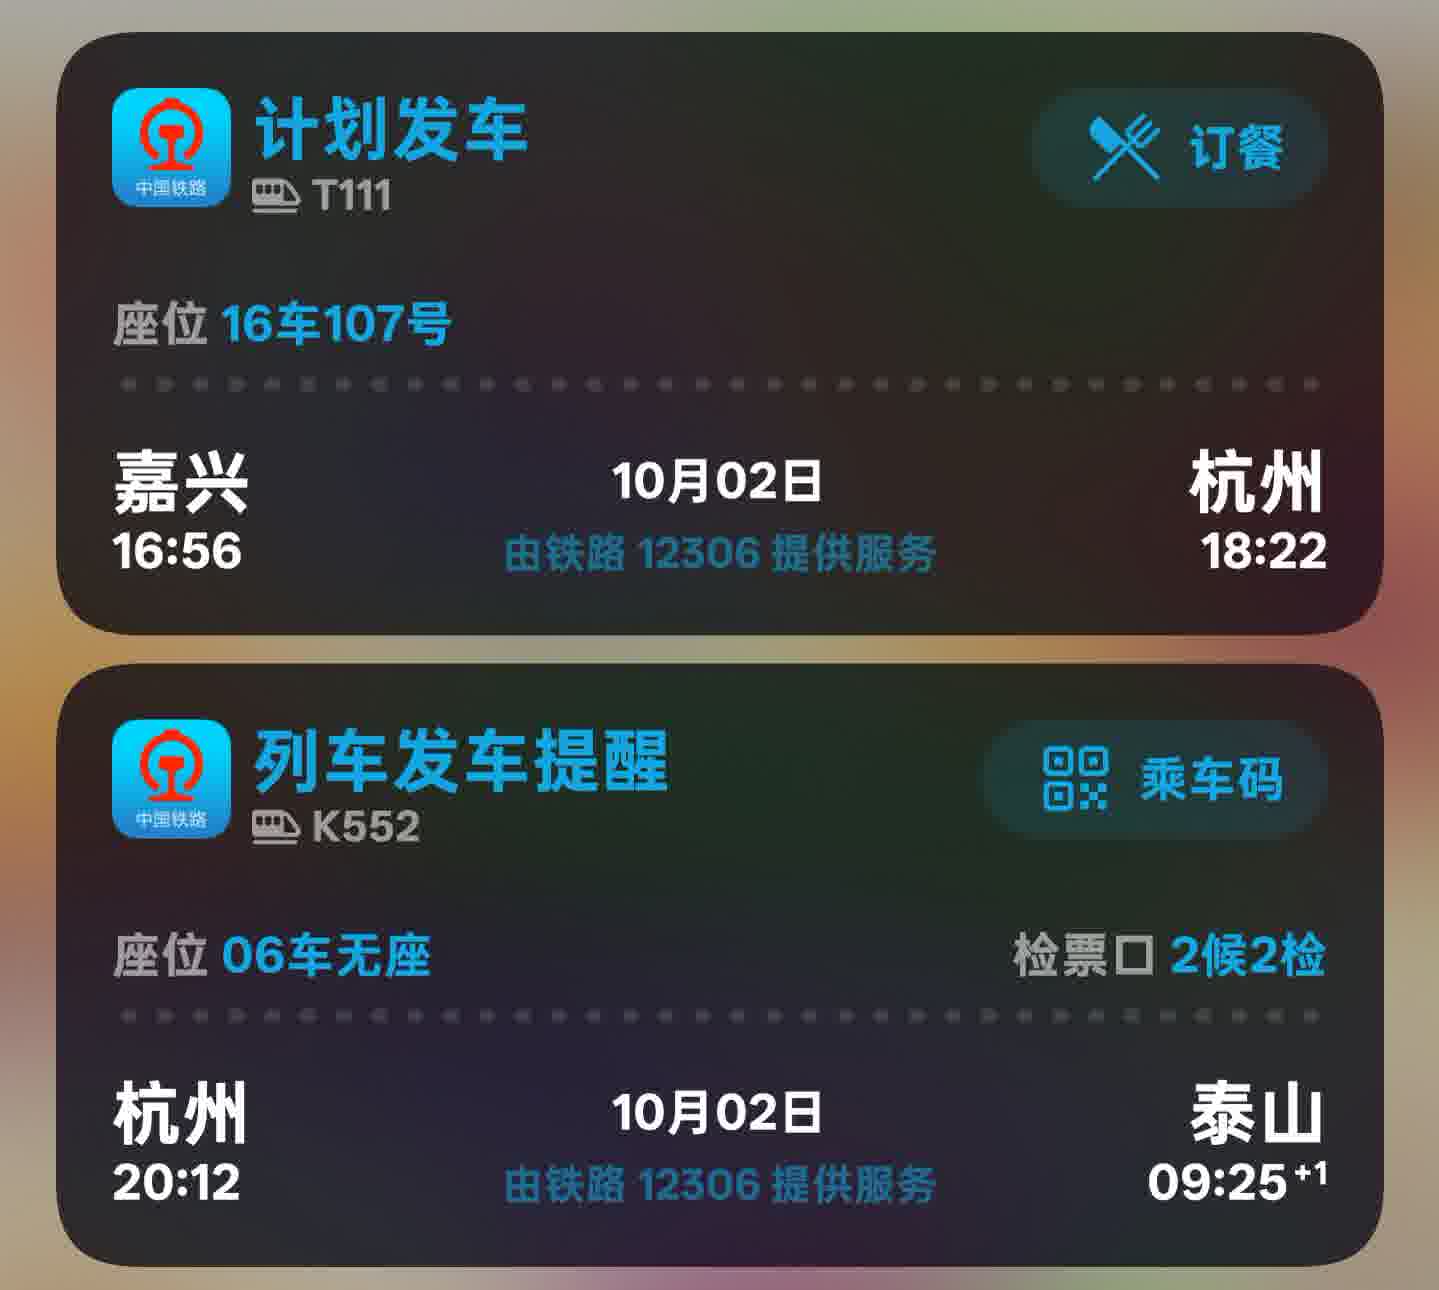 计划发车
订餐
中国铁路
T111
座位 16车107号
嘉兴 10月02日 杭州
16:56 由铁路 12306 提供服务 18:22
列车发车提醒
乘车码
中国铁路
K552
座位 06车无座 检票口 2候2检
杭州 10月02日 泰山
20:12 由铁路 12306 提供服务 09:25+1